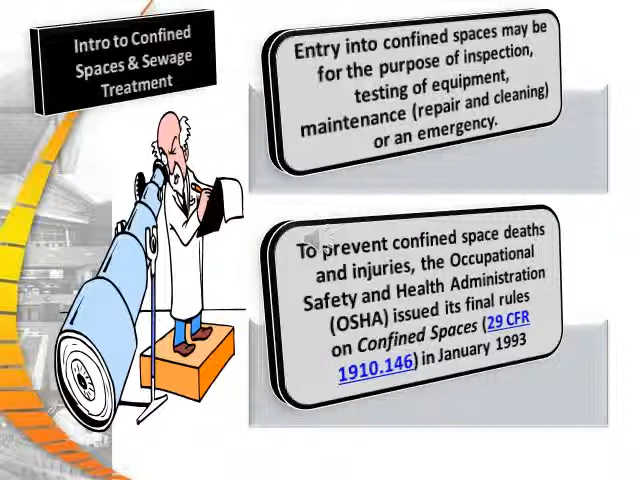 Intro to Confined
Spaces & Sewage
Treatment
Entry into confined spaces may be
for the purpose of inspection,
testing of equipment,
maintenance (repair and cleaning)
or an emergency.
To prevent confined space deaths
and injuries, the Occupational
Safety and Health Administration
(OSHA) issued its final rules
on Confined Spaces (29 CFR
1910.146) in January 1993